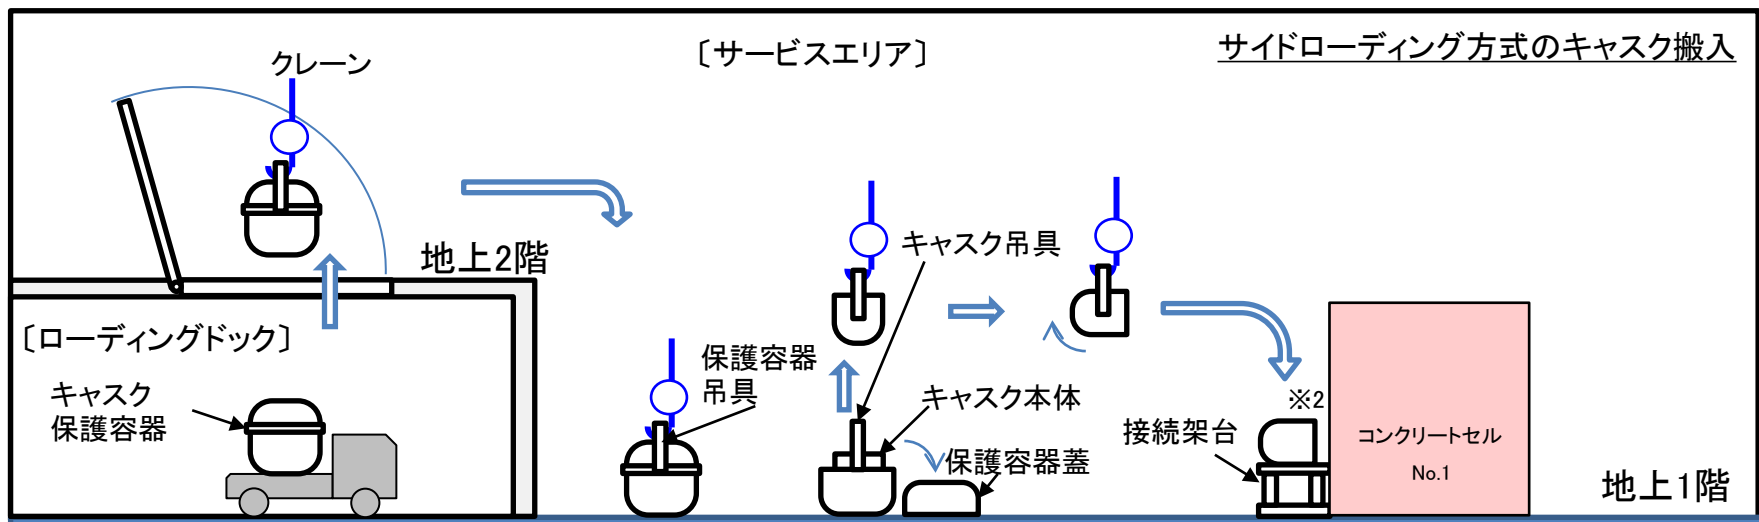 サイドローディング方式のキャスク搬入
〔サービスエリア〕
クレーン
地上2階
〔ローディングドック〕
キャスク
保護容器
保護容器
吊具
キャスク吊具
キャスク本体
保護容器蓋
※2
接続架台
コンクリートセル
No.1
地上1階